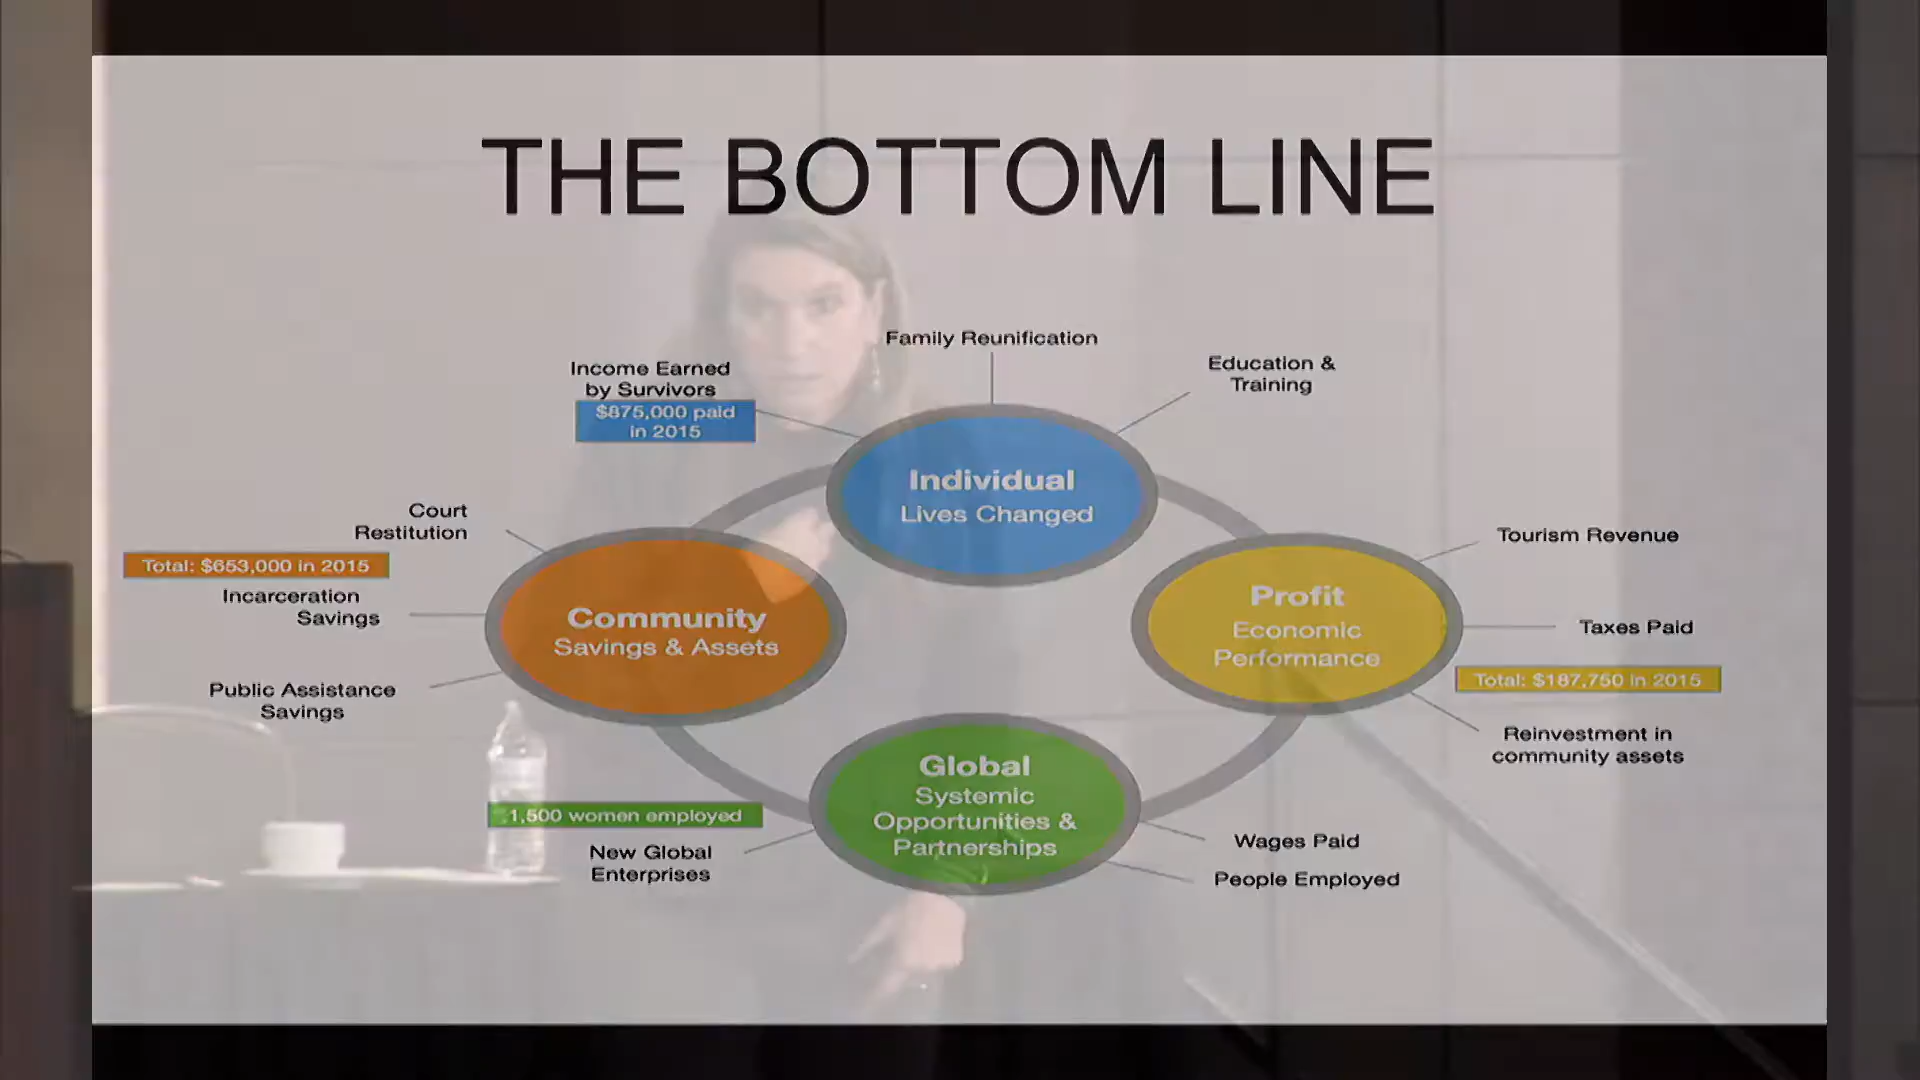 THE BOTTOM LINE
Family Reunification
Income Earned
by Survivors
$875,000 paid
in 2015
Education &
Training
Individual
Lives Changed
Court
Restitution
Total: $653,000 in 2015
Incarceration
Savings
Public Assistance
Savings
Community
Savings & Assets
Profit
Economic
Performance
Tourism Revenue
Taxes Paid
Total: $187,750 in 2015
Reinvestment in
community assets
Global
Systemic
Opportunities &
Partnerships
1,500 women employed
New Global
Enterprises
Wages Paid
People Employed